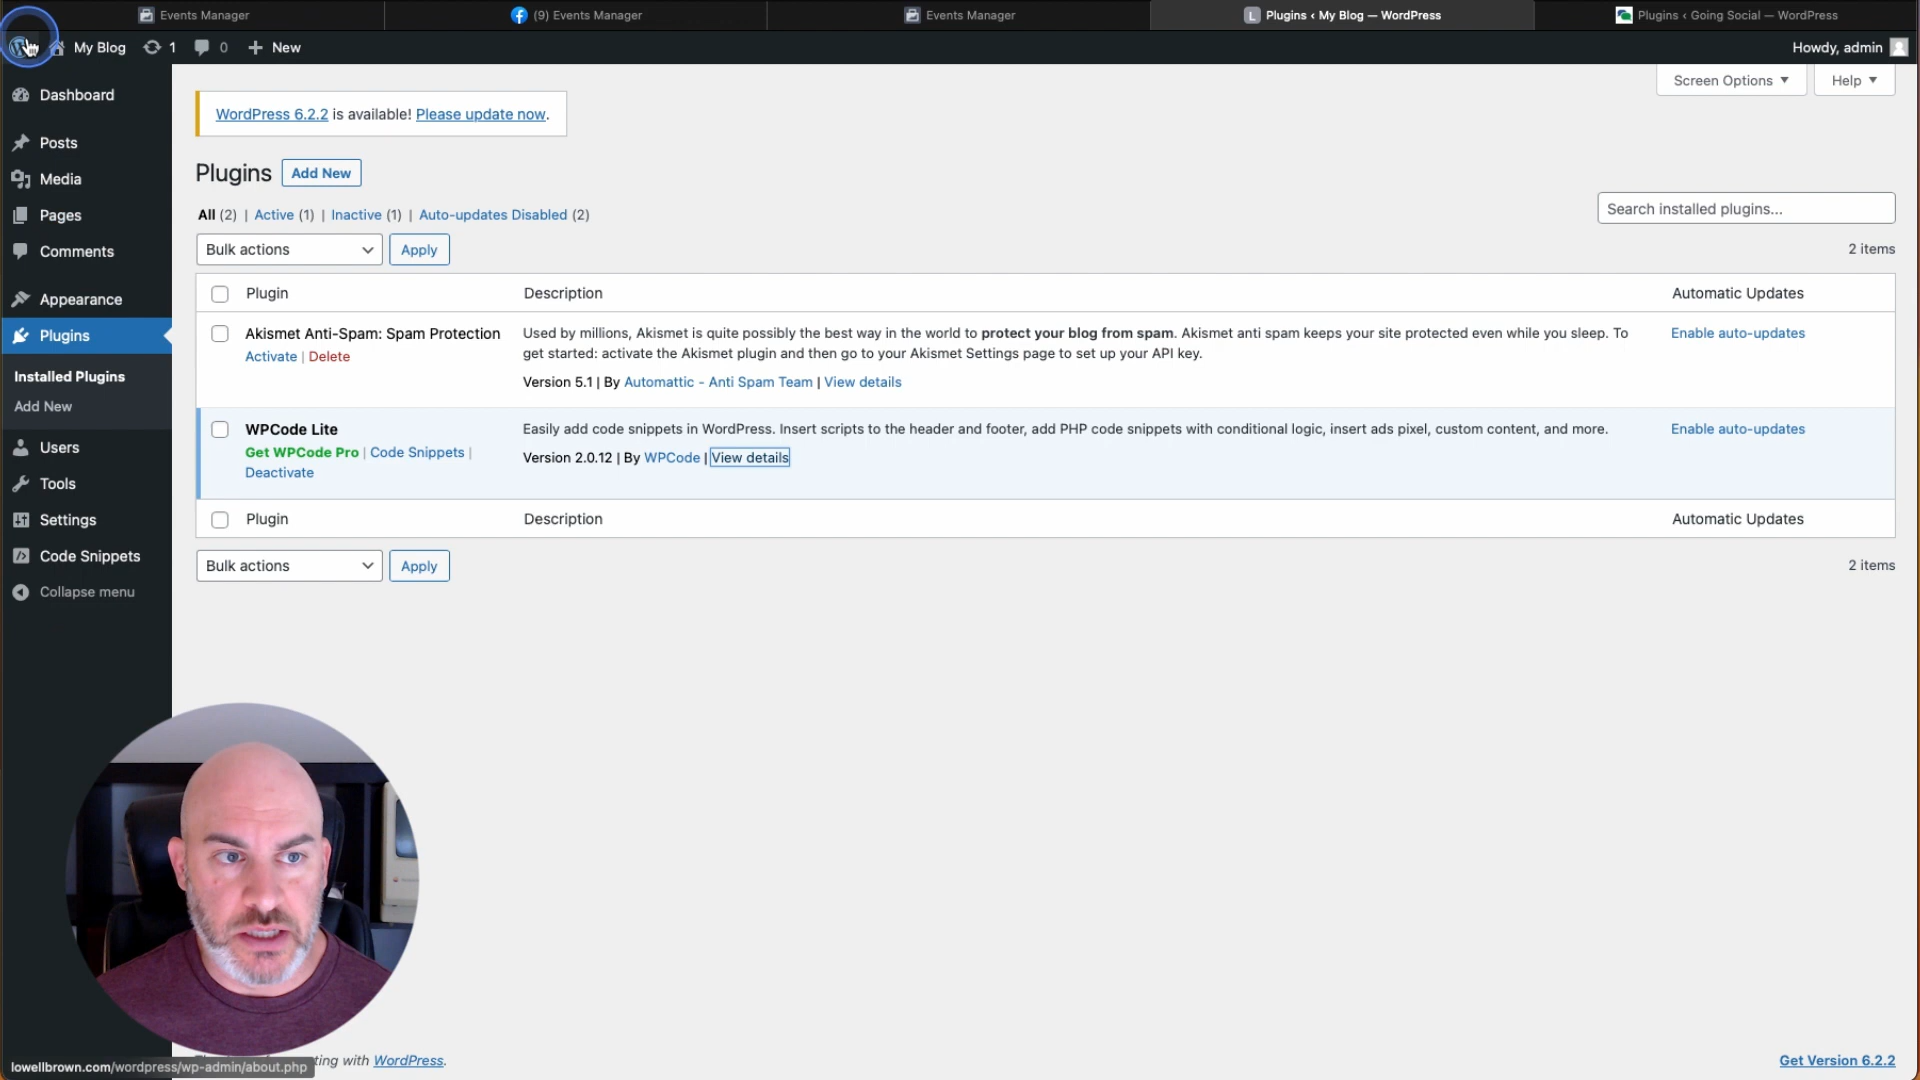 Events Manager
(9) Events Manager
Events Manager
Plugins ‹ My Blog — WordPress
Plugins ‹ Going Social — WordPress
My Blog 1 0 + New
Howdy, admin
Screen Options
Help
Dashboard
Posts
Media
Pages
Comments
Appearance
Plugins
Installed Plugins
Add New
Users
Tools
Settings
Code Snippets
Collapse menu
WordPress 6.2.2 is available! Please update now.
Plugins Add New
All (2) | Active (1) | Inactive (1) | Auto-updates Disabled (2)
Search installed plugins...
Bulk actions Apply
2 items
Plugin Description Automatic Updates
Akismet Anti-Spam: Spam Protection
Activate | Delete
Used by millions, Akismet is quite possibly the best way in the world to protect your blog from spam. Akismet anti spam keeps your site protected even while you sleep. To
get started: activate the Akismet plugin and then go to your Akismet Settings page to set up your API key.
Version 5.1 | By Automattic - Anti Spam Team | View details
Enable auto-updates
WPCode Lite
Get WPCode Pro | Code Snippets |
Deactivate
Easily add code snippets in WordPress. Insert scripts to the header and footer, add PHP code snippets with conditional logic, insert ads pixel, custom content, and more.
Version 2.0.12 | By WPCode | View details
Enable auto-updates
Plugin Description Automatic Updates
Bulk actions Apply
2 items
ting with WordPress.
Get Version 6.2.2
lowellbrown.com/wordpress/wp-admin/about.php